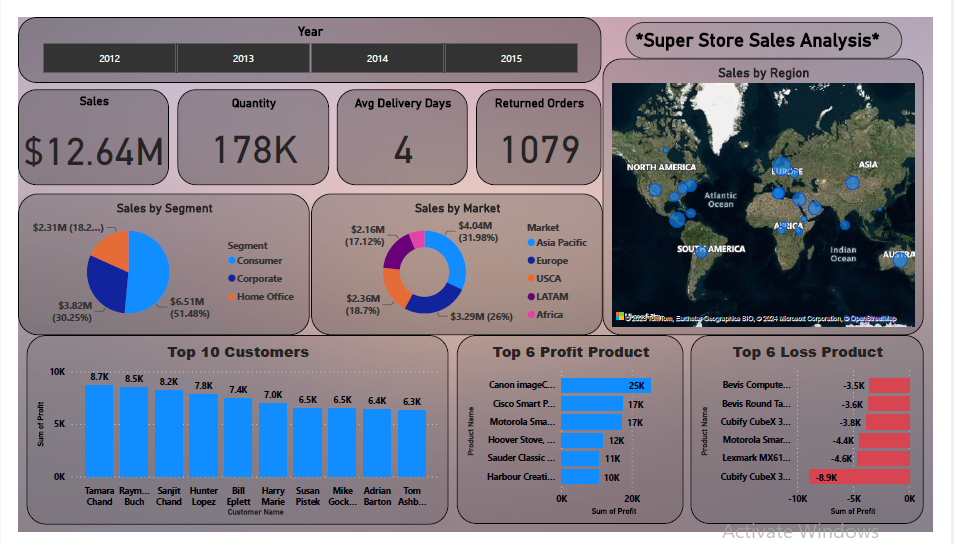 Year
2012
2013
2014
2015
*Super Store Sales Analysis*
Sales
$12.64M
Quantity
178K
Avg Delivery Days
4
Returned Orders
1079
Sales by Region
NORTH AMERICA
EUROPE
ASIA
Atlantic
Ocean
AFRICA
SOUTH AMERICA
Indian
Ocean
AUSTRA
TomTom, Earthstar Geographics SIO, © 2024 Microsoft Corporation, © OpenStreetMap
Sales by Segment
$2.31M (18.2...)
$3.82M
(30.25%)
$6.51M
(51.48%)
Segment
Consumer
Corporate
Home Office
Sales by Market
$2.16M
(17.12%)
$4.04M
(31.98%)
$2.36M
(18.7%)
$3.29M (26%)
Market
Asia Pacific
Europe
USCA
LATAM
Africa
Top 10 Customers
Sum of Profit
10K
5K
0K
8.7K
8.5K
8.2K
7.8K
7.4K
7.0K
6.5K
6.5K
6.4K
6.3K
Tamara
Chand
Raym...
Buch
Sanjit
Chand
Hunter
Lopez
Bill
Eplett
Harry
Marie
Susan
Pistek
Mike
Gock...
Adrian
Barton
Tom
Ashb...
Customer Name
Top 6 Profit Product
Product Name
Canon imageC...
25K
Cisco Smart P...
17K
Motorola Sma...
17K
Hoover Stove, ...
12K
Sauder Classic ...
11K
Harbour Creati...
10K
0K
20K
Sum of Profit
Top 6 Loss Product
Product Name
Bevis Compute...
-3.5K
Bevis Round Ta...
-3.6K
Cubify CubeX 3...
-3.8K
Motorola Smar...
-4.4K
Lexmark MX61...
-4.6K
Cubify CubeX 3...
-8.9K
-10K
-5K
0K
Sum of Profit
Activate Windows